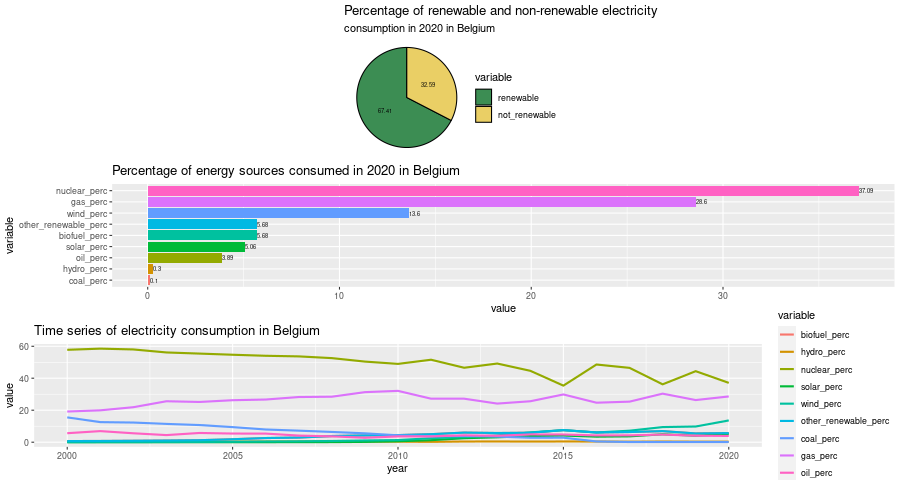 Percentage of renewable and non-renewable electricity
consumption in 2020 in Belgium
32.59
67.41
variable
renewable
not_renewable
Percentage of energy sources consumed in 2020 in Belgium
variable
nuclear_perc
37.09
gas_perc
28.6
wind_perc
13.6
other_renewable_perc
5.68
biofuel_perc
5.68
solar_perc
5.06
oil_perc
3.89
hydro_perc
0.3
coal_perc
0.1
0 10 20 30
value
Time series of electricity consumption in Belgium
value
60
40
20
0
2000 2005 2010 2015 2020
year
variable
biofuel_perc
hydro_perc
nuclear_perc
solar_perc
wind_perc
other_renewable_perc
coal_perc
gas_perc
oil_perc